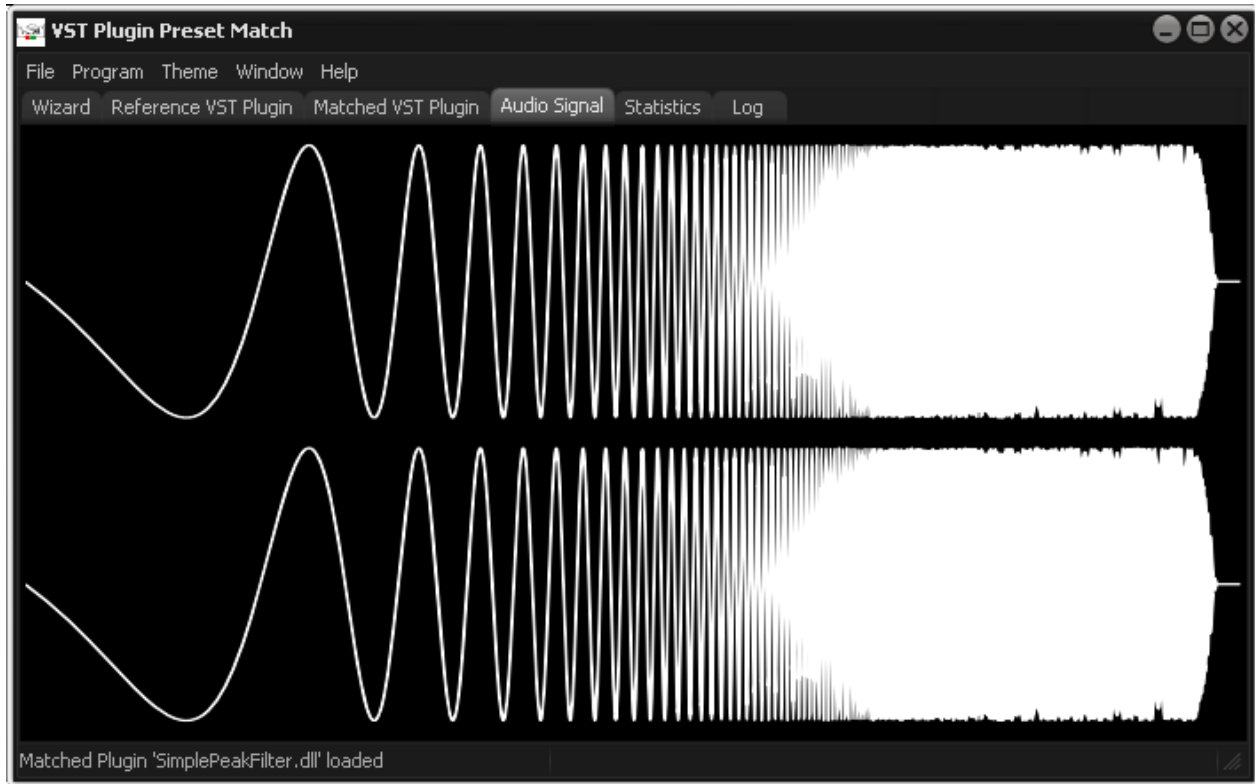 VST Plugin Preset Match
File Program Theme Window Help
Wizard Reference VST Plugin Matched VST Plugin Audio Signal Statistics Log
Matched Plugin 'SimplePeakFilter.dll' loaded